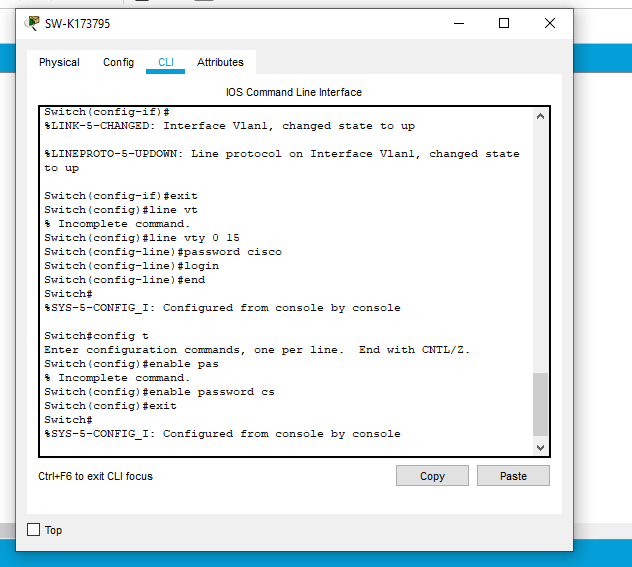 SW-K173795
Physical Config CLI Attributes
IOS Command Line Interface
Switch(config-if)#
%LINK-5-CHANGED: Interface Vlan1, changed state to up
%LINEPROTO-5-UPDOWN: Line protocol on Interface Vlan1, changed state
to up
Switch(config-if)#exit
Switch(config)#line vt
% Incomplete command.
Switch(config)#line vty 0 15
Switch(config-line)#password cisco
Switch(config-line)#login
Switch(config-line)#end
Switch#
%SYS-5-CONFIG_I: Configured from console by console
Switch#config t
Enter configuration commands, one per line.  End with CNTL/Z.
Switch(config)#enable pas
% Incomplete command.
Switch(config)#enable password cs
Switch(config)#exit
Switch#
%SYS-5-CONFIG_I: Configured from console by console
Ctrl+F6 to exit CLI focus
Copy Paste
Top